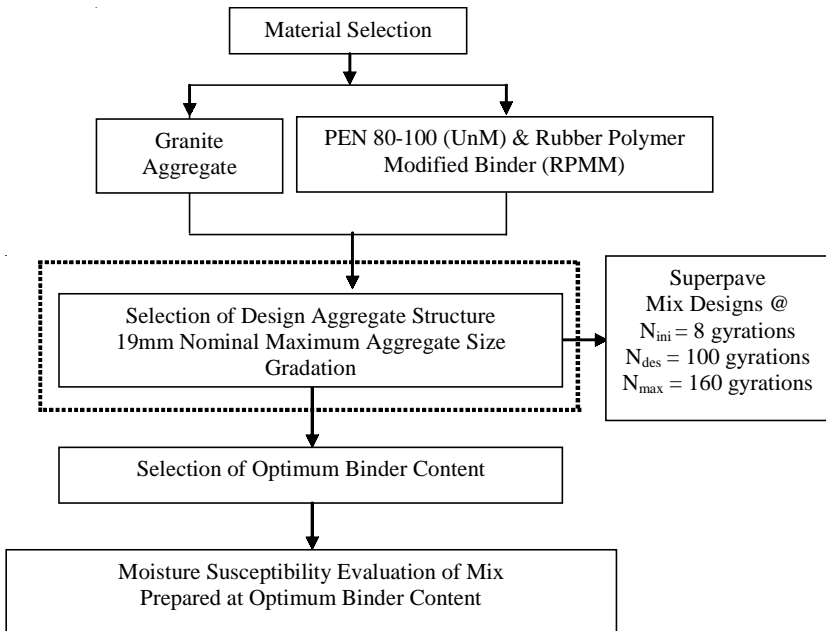 Material Selection
Granite
Aggregate
PEN 80-100 (UnM) & Rubber Polymer
Modified Binder (RPMM)
Selection of Design Aggregate Structure
19mm Nominal Maximum Aggregate Size
Gradation
Superpave
Mix Designs @
Nini = 8 gyrations
Ndes = 100 gyrations
Nmax = 160 gyrations
Selection of Optimum Binder Content
Moisture Susceptibility Evaluation of Mix
Prepared at Optimum Binder Content